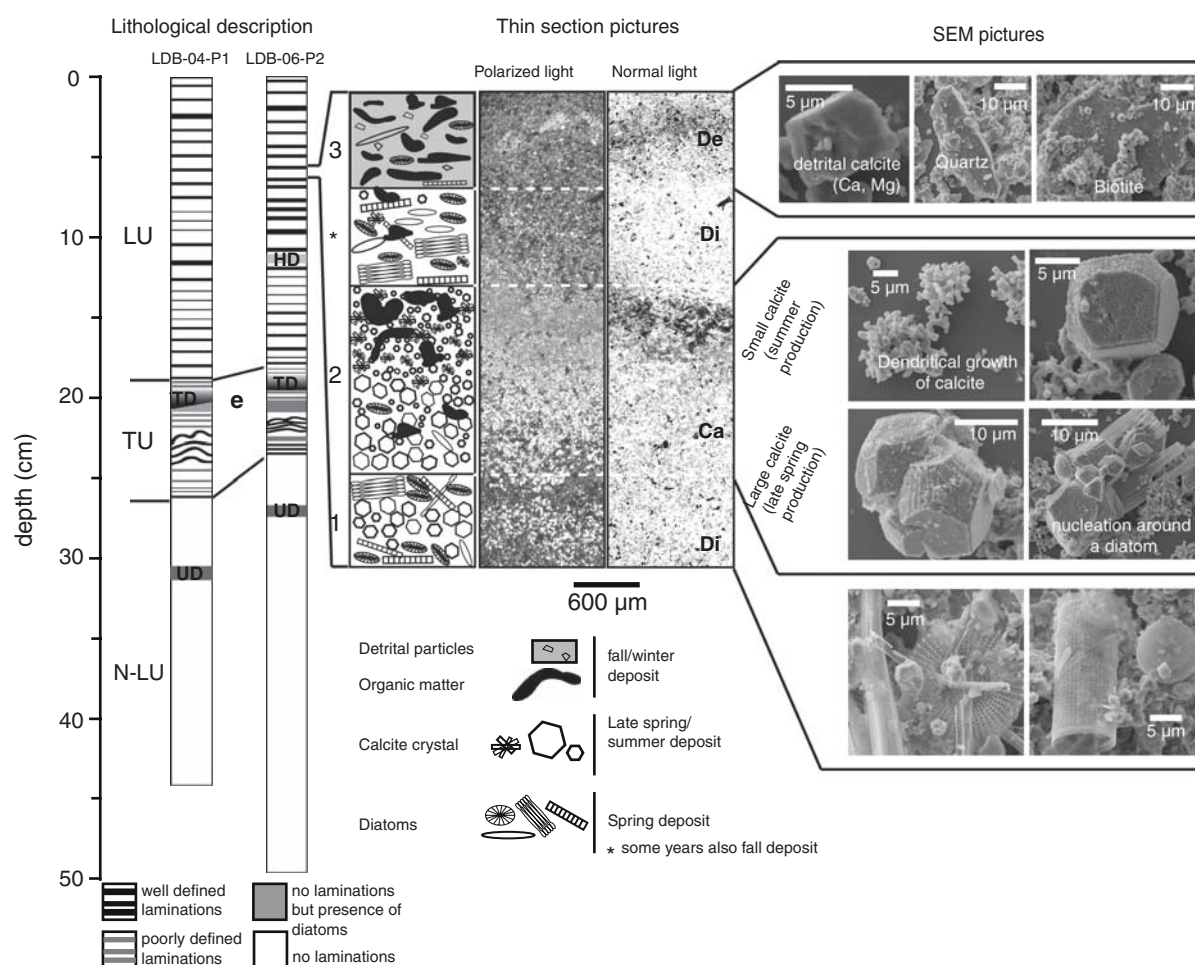 Lithological description
Thin section pictures
SEM pictures
LDB-04-P1
LDB-06-P2
Polarized light
Normal light
0
10
20
30
40
50
depth (cm)
LU
TU
N-LU
TD
UD
HD
TD
UD
e
3
*
2
1
De
Di
Ca
Di
600 µm
5 µm
detrital calcite
(Ca, Mg)
10 µm
Quartz
10 µm
Biotite
Small calcite
(summer
production)
5 µm
Dendritical growth
of calcite
5 µm
Large calcite
(late spring
production)
10 µm
10 µm
nucleation around
a diatom
5 µm
5 µm
Detrital particles
Organic matter
fall/winter
deposit
Calcite crystal
Late spring/
summer deposit
Diatoms
Spring deposit
* some years also fall deposit
well defined
laminations
no laminations
but presence of
diatoms
poorly defined
laminations
no laminations